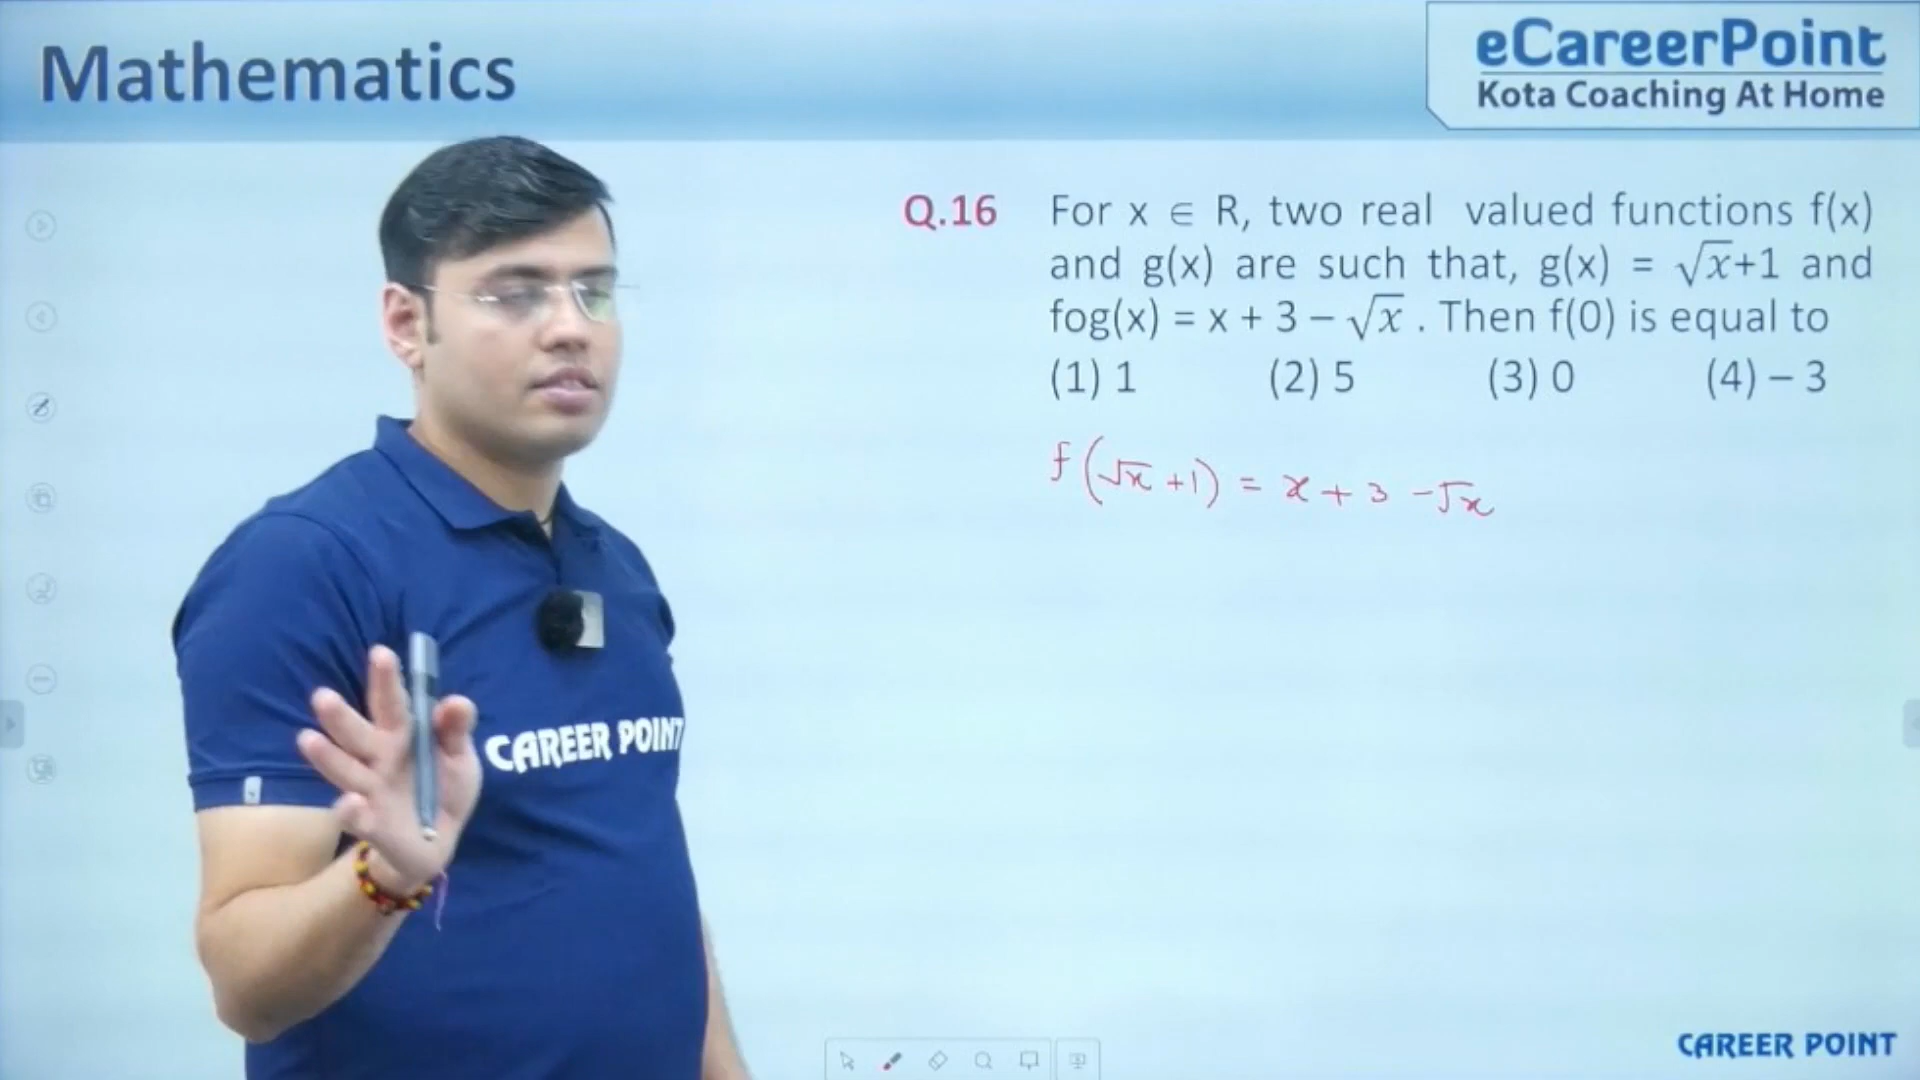 Mathematics
eCareerPoint
Kota Coaching At Home
Q.16 For x ∈ R, two real valued functions f(x)
and g(x) are such that, g(x) = √x+1 and
fog(x) = x + 3 – √x . Then f(0) is equal to
(1) 1 (2) 5 (3) 0 (4) – 3
f(√x +1) = x + 3 -√x
CAREER POINT
CAREER POINT